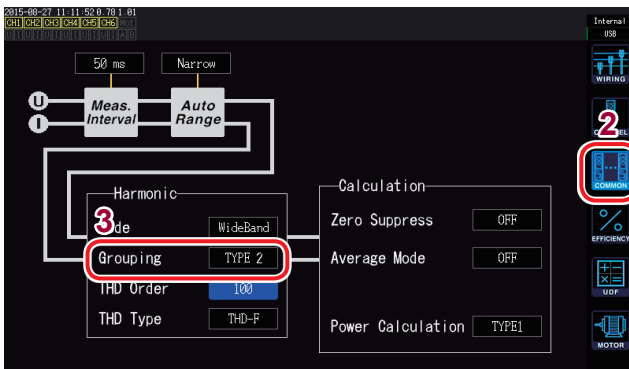 2015-08-27 11:11:52 0.78 1.01
CH1 CH2 CH3 CH4 CH5 CH6 Mot
U I U I U I U I U I U I A B
Internal
USB
50 ms
Narrow
U
I
Meas. Interval
Auto Range
WIRING
2
COMMON
EFFICIENCY
UDF
MOTOR
Harmonic
3
WideBand
Grouping
TYPE 2
THD Order
100
THD Type
THD-F
Calculation
Zero Suppress
OFF
Average Mode
OFF
Power Calculation
TYPE1